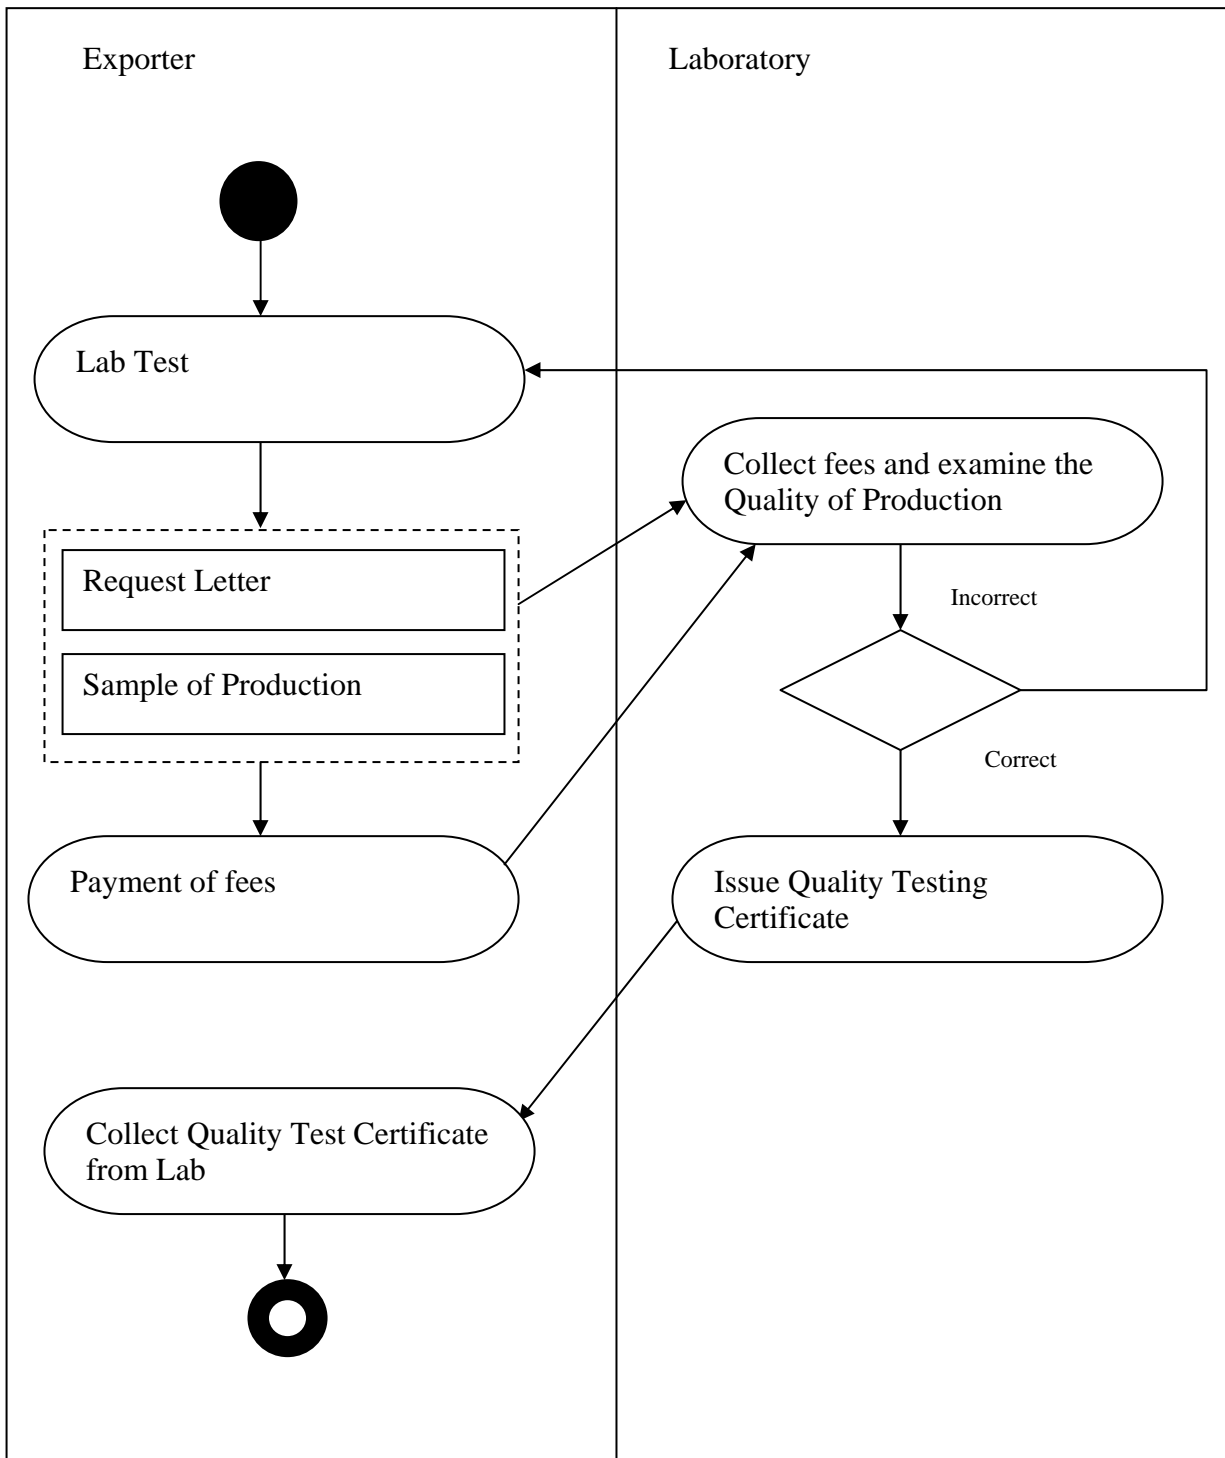 Exporter
Laboratory
Lab Test
Collect fees and examine the
Quality of Production
Request Letter
Incorrect
Sample of Production
Correct
Payment of fees
Issue Quality Testing
Certificate
Collect Quality Test Certificate
from Lab